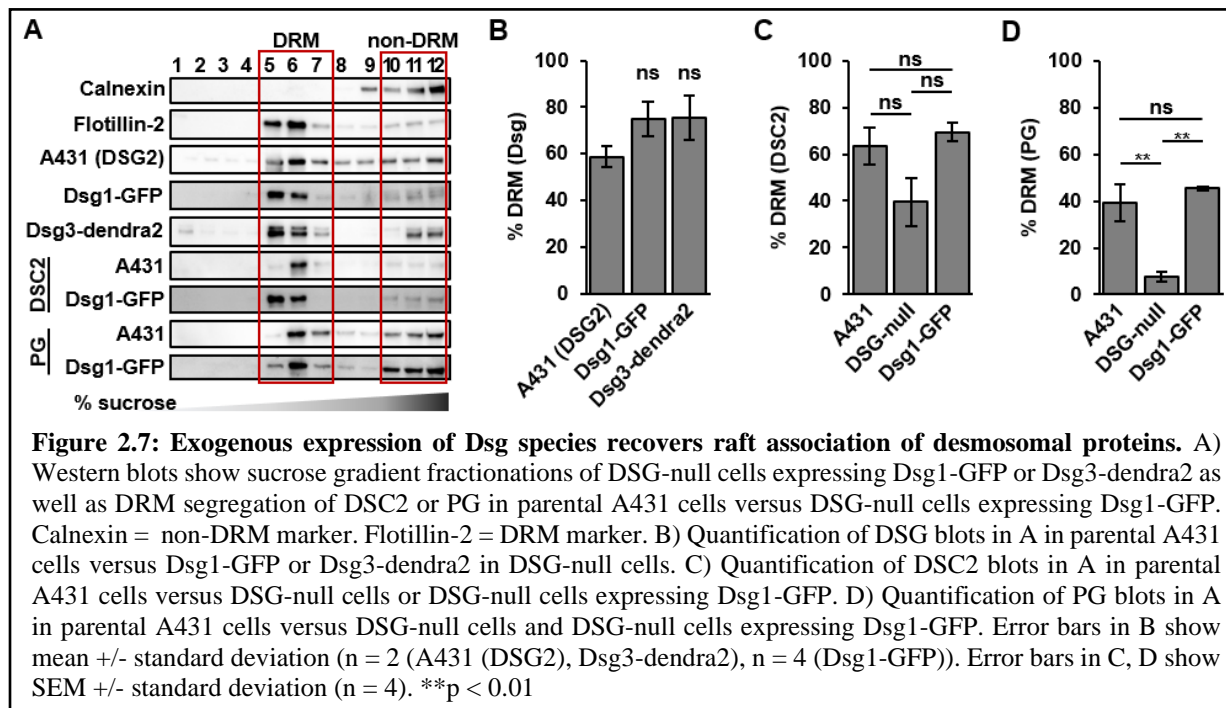 A
DRM non-DRM
1 2 3 4 5 6 7 8 9 10 11 12
Calnexin
Flotillin-2
A431 (DSG2)
Dsg1-GFP
Dsg3-dendra2
DSC2
A431
Dsg1-GFP
PG
A431
Dsg1-GFP
% sucrose
B
% DRM (Dsg)
100
80
60
40
20
0
ns ns
A431 (DSG2)
Dsg1-GFP
Dsg3-dendra2
C
% DRM (DSC2)
100
80
60
40
20
0
ns
ns ns
A431
DSG-null
Dsg1-GFP
D
% DRM (PG)
100
80
60
40
20
0
ns
** **
A431
DSG-null
Dsg1-GFP
Figure 2.7: Exogenous expression of Dsg species recovers raft association of desmosomal proteins. A)
Western blots show sucrose gradient fractionations of DSG-null cells expressing Dsg1-GFP or Dsg3-dendra2 as
well as DRM segregation of DSC2 or PG in parental A431 cells versus DSG-null cells expressing Dsg1-GFP.
Calnexin = non-DRM marker. Flotillin-2 = DRM marker. B) Quantification of DSG blots in A in parental A431
cells versus Dsg1-GFP or Dsg3-dendra2 in DSG-null cells. C) Quantification of DSC2 blots in A in parental
A431 cells versus DSG-null cells or DSG-null cells expressing Dsg1-GFP. D) Quantification of PG blots in A
in parental A431 cells versus DSG-null cells and DSG-null cells expressing Dsg1-GFP. Error bars in B show
mean +/- standard deviation (n = 2 (A431 (DSG2), Dsg3-dendra2), n = 4 (Dsg1-GFP)). Error bars in C, D show
SEM +/- standard deviation (n = 4). **p < 0.01